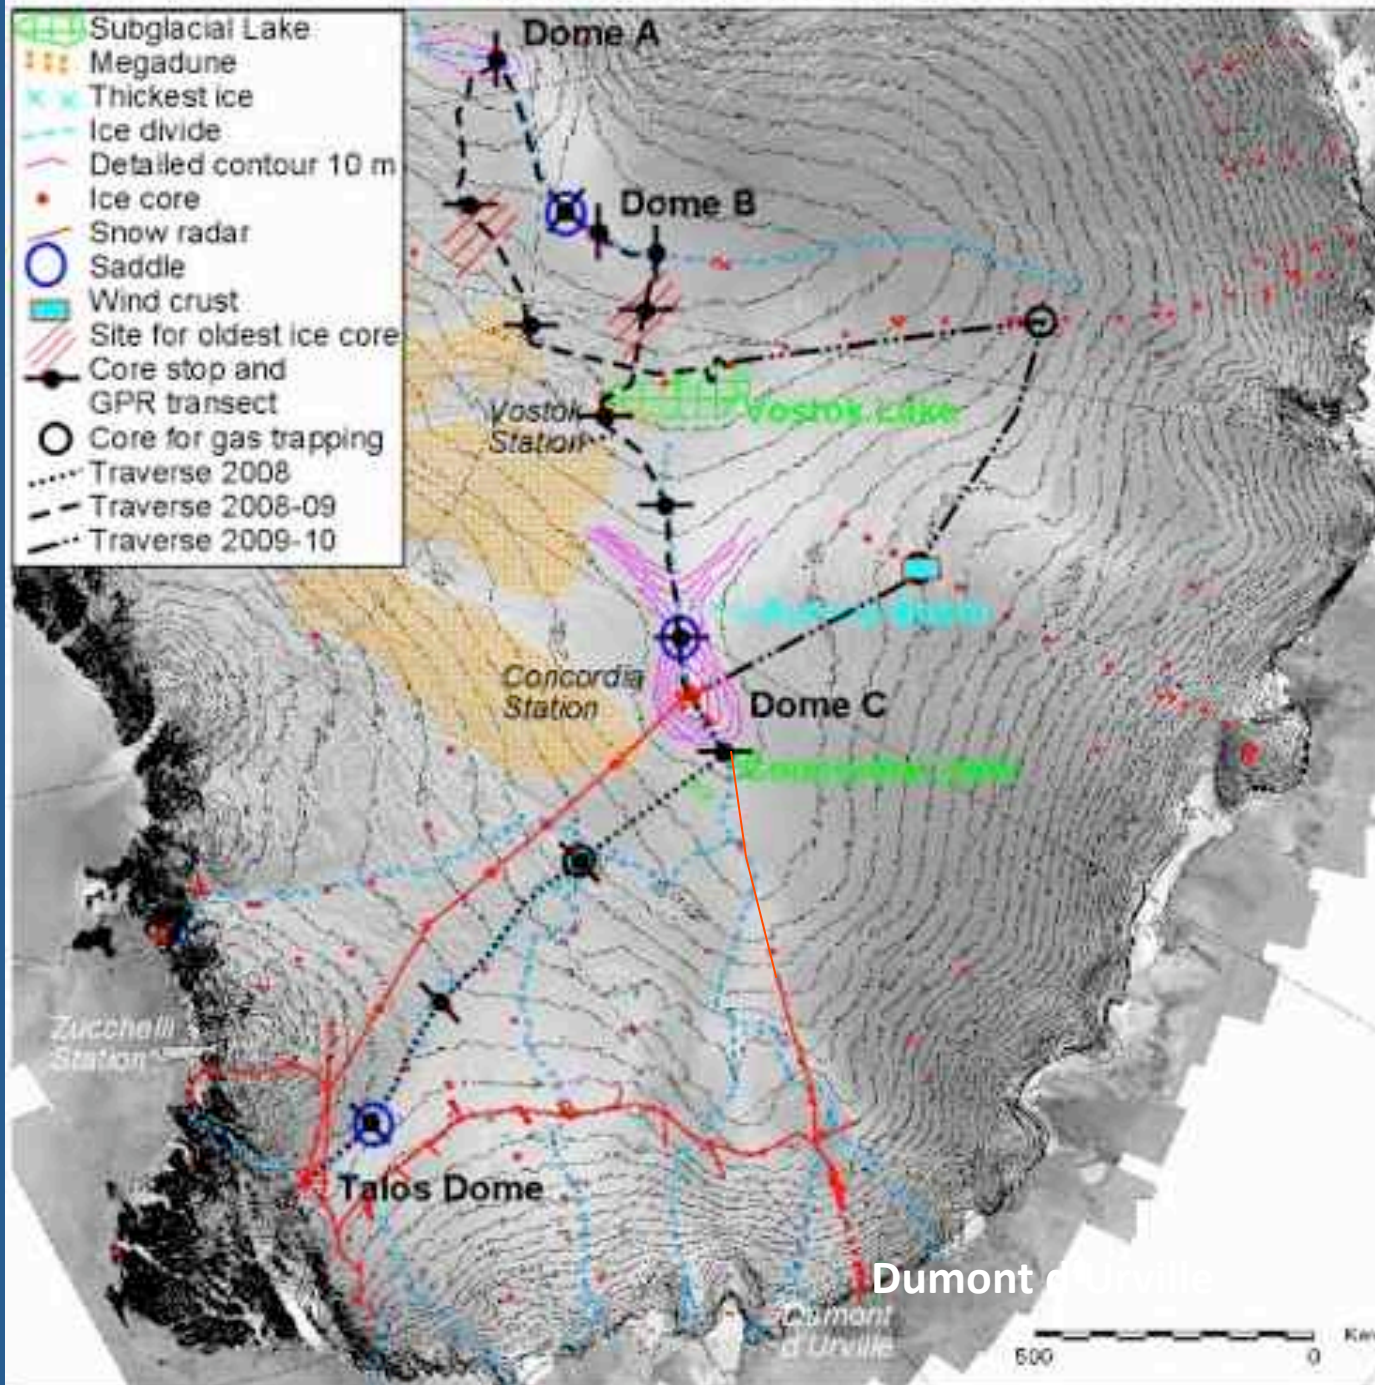 Subglacial Lake
Megadune
Thickest ice
Ice divide
Detailed contour 10 m
Ice core
Snow radar
Saddle
Wind crust
Site for oldest ice core
Core stop and
GPR transect
Core for gas trapping
Traverse 2008
Traverse 2008-09
Traverse 2009-10
Dome A
Dome B
Vostok
Station
Vostok Lake
Concordia
Station
Dome C
Zucchelli
Station
Talos Dome
Dumont d'Urville
Dumont
d'Urville
500
0